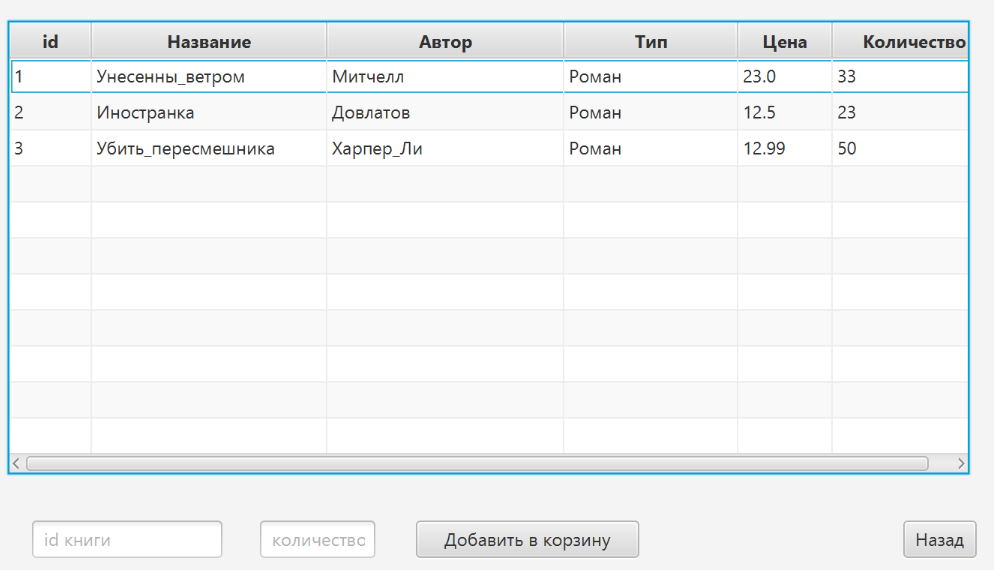 id Название Автор Тип Цена Количество
1 Унесенны_ветром Митчелл Роман 23.0 33
2 Иностранка Довлатов Роман 12.5 23
3 Убить_пересмешника Харпер_Ли Роман 12.99 50
id книги количество Добавить в корзину Назад